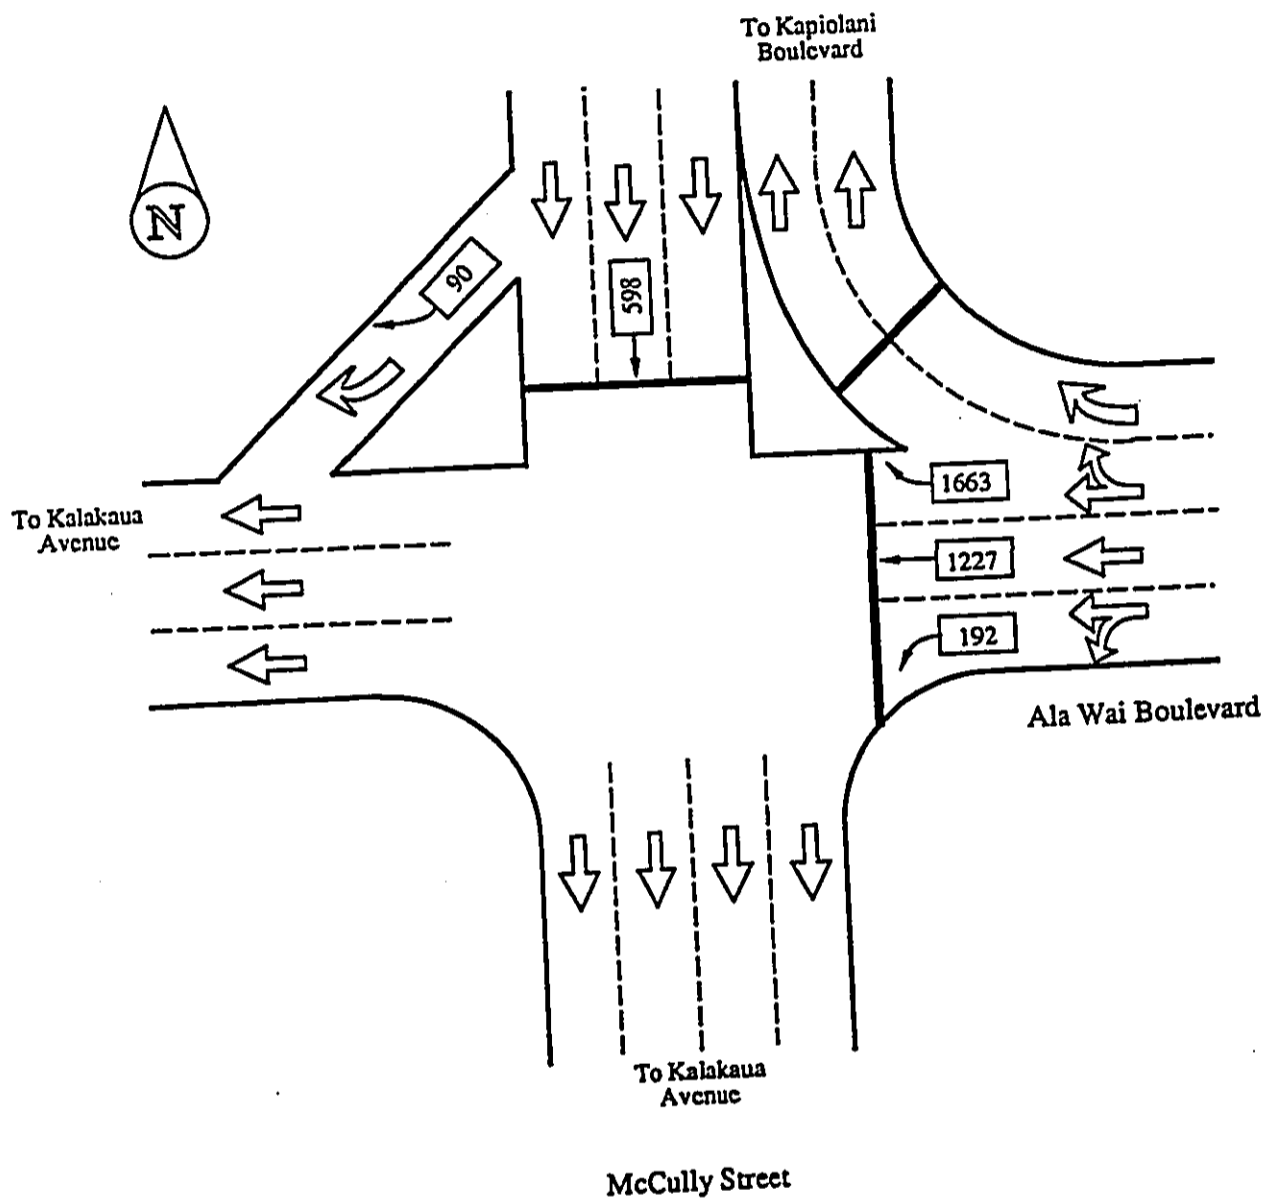 To Kapiolani
Boulevard
N
90
598
1663
To Kalakaua
Avenue
1227
192
Ala Wai Boulevard
To Kalakaua
Avenue
McCully Street